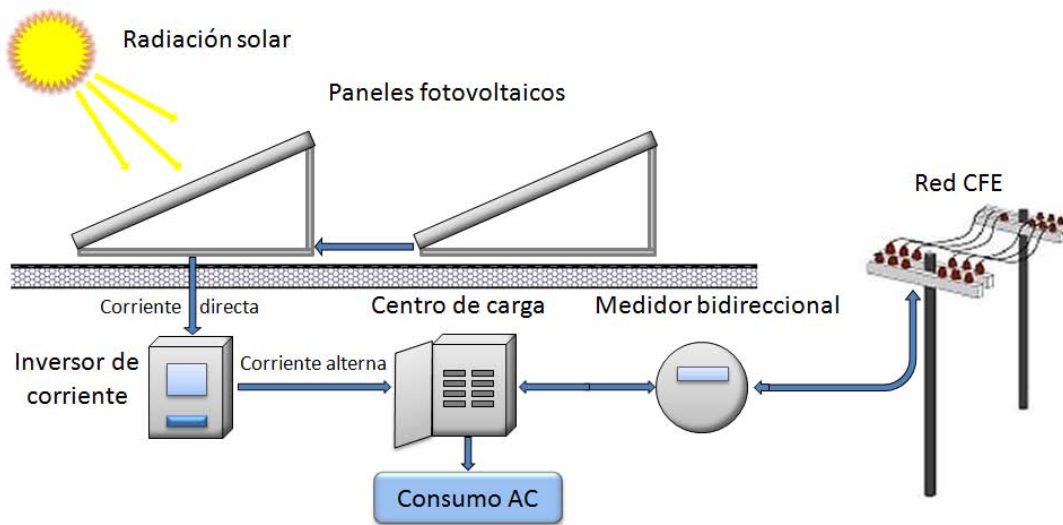 Radiación solar
Paneles fotovoltaicos
Red CFE
Corriente directa
Centro de carga
Medidor bidireccional
Inversor de
corriente
Corriente alterna
Consumo AC